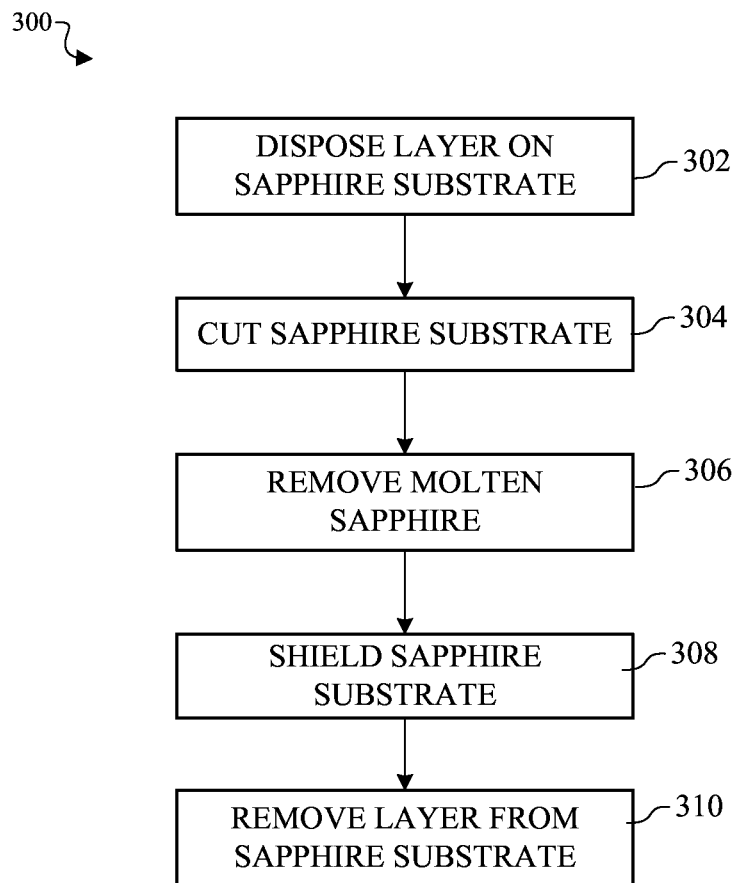 300
DISPOSE LAYER ON
SAPPHIRE SUBSTRATE
302
CUT SAPPHIRE SUBSTRATE
304
REMOVE MOLTEN
SAPPHIRE
306
SHIELD SAPPHIRE
SUBSTRATE
308
REMOVE LAYER FROM
SAPPHIRE SUBSTRATE
310